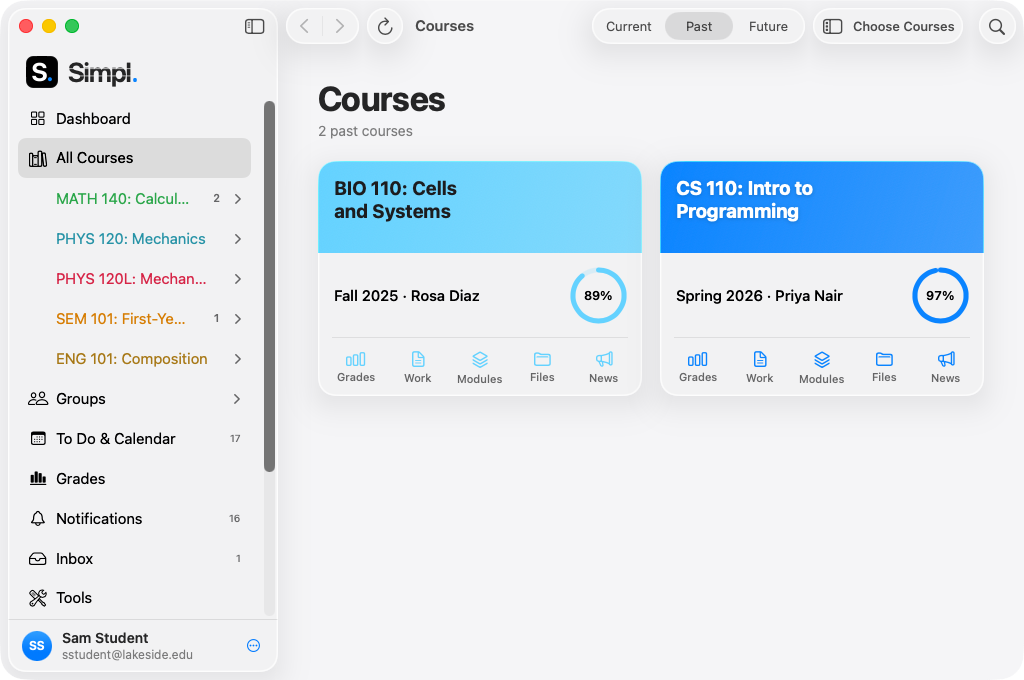 Courses
Current
Past
Future
Choose Courses
S.
Simpl.
Dashboard
All Courses
MATH 140: Calcul... 2
PHYS 120: Mechanics
PHYS 120L: Mechan...
SEM 101: First-Ye... 1
ENG 101: Composition
Groups
To Do & Calendar 17
Grades
Notifications 16
Inbox 1
Tools
SS
Sam Student
sstudent@lakeside.edu
Courses
2 past courses
BIO 110: Cells
and Systems
Fall 2025 · Rosa Diaz
89%
Grades
Work
Modules
Files
News
CS 110: Intro to
Programming
Spring 2026 · Priya Nair
97%
Grades
Work
Modules
Files
News